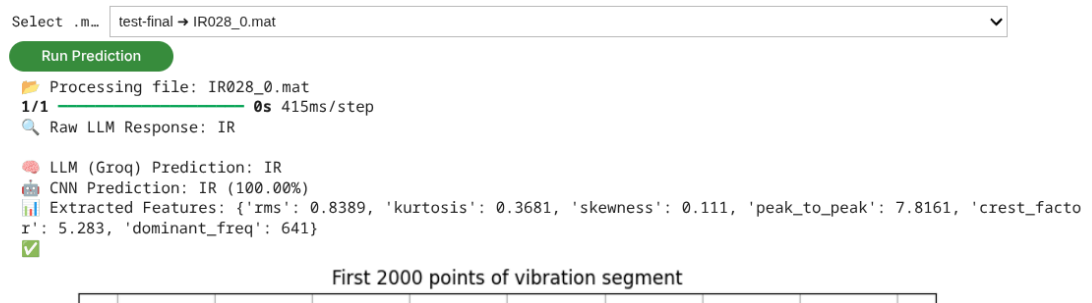 Select .m… test-final ➔ IR028_0.mat
Run Prediction
📂 Processing file: IR028_0.mat
1/1 ━━━━━━━━━━━━━━━━━━━━ 0s 415ms/step
🔍 Raw LLM Response: IR
🧠 LLM (Groq) Prediction: IR
🤖 CNN Prediction: IR (100.00%)
📊 Extracted Features: {'rms': 0.8389, 'kurtosis': 0.3681, 'skewness': 0.111, 'peak_to_peak': 7.8161, 'crest_facto
r': 5.283, 'dominant_freq': 641}
✅
First 2000 points of vibration segment